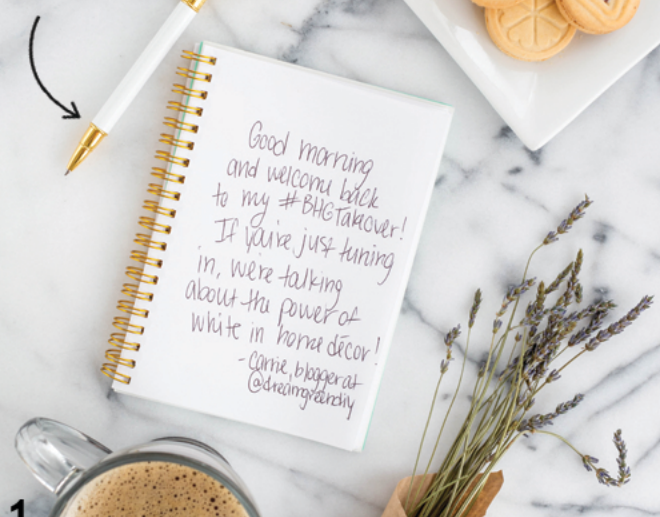 Good morning
and welcome back
to my #BHGTakeover!
If you're just tuning
in, we're talking
about the power of
white in home décor!
-carrie, blogger at
@dreamgreendiy
1